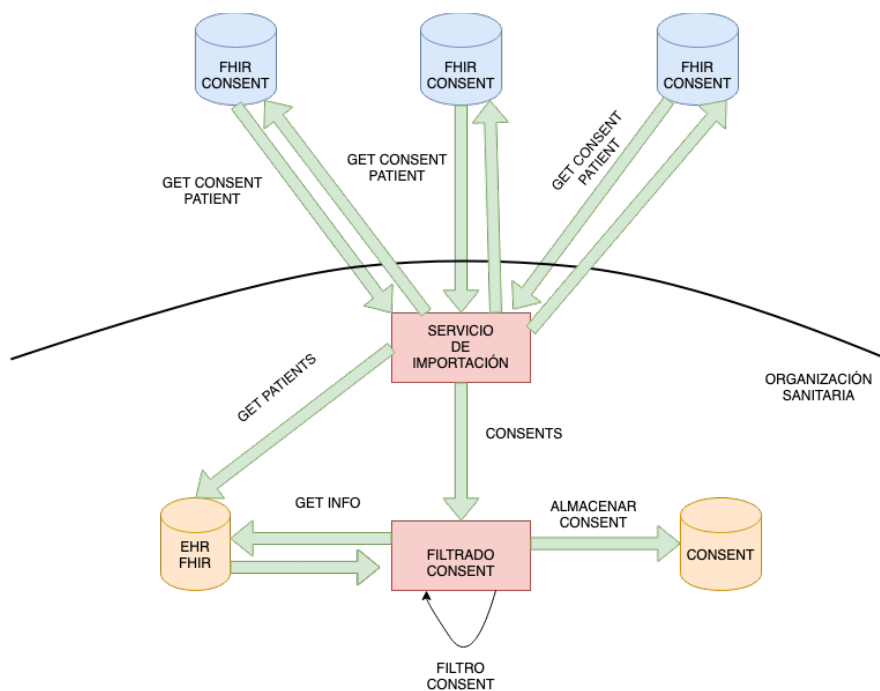 FHIR
CONSENT
FHIR
CONSENT
FHIR
CONSENT
GET CONSENT
PATIENT
GET CONSENT
PATIENT
GET CONSENT
PATIENT
SERVICIO
DE
IMPORTACIÓN
ORGANIZACIÓN
SANITARIA
GET PATIENTS
CONSENTS
GET INFO
ALMACENAR
CONSENT
EHR
FHIR
FILTRADO
CONSENT
CONSENT
FILTRO
CONSENT